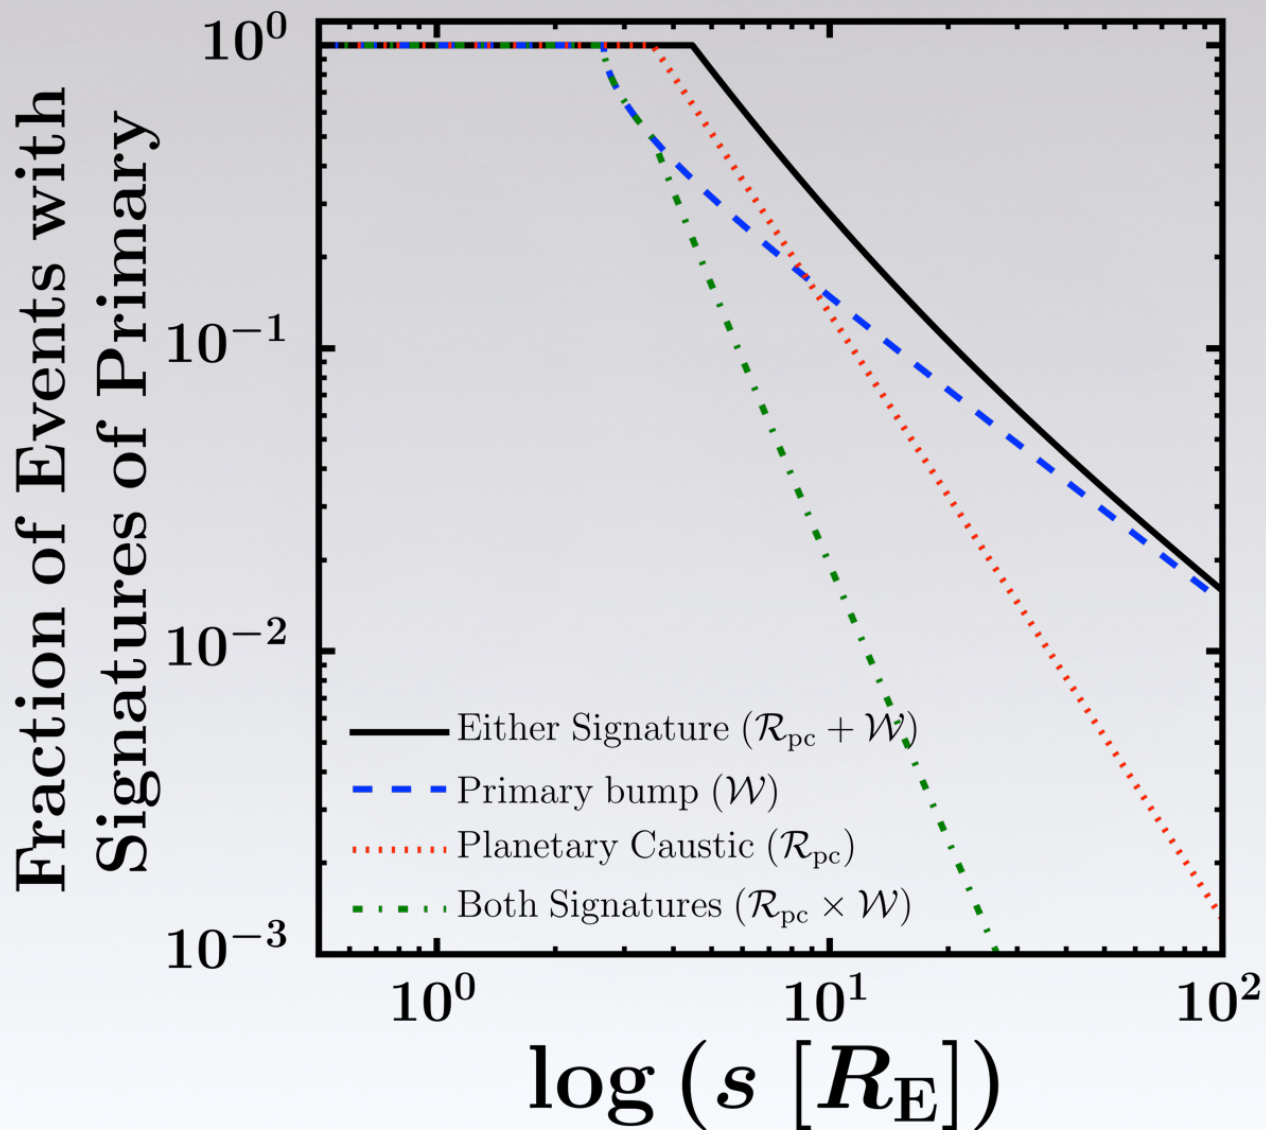 Fraction of Events with
Signatures of Primary
10⁰
10⁻¹
10⁻²
10⁻³
Either Signature (ℛpc + 𝒲)
Primary bump (𝒲)
Planetary Caustic (ℛpc)
Both Signatures (ℛpc × 𝒲)
10⁰ 10¹ 10²
log (s [R_E])